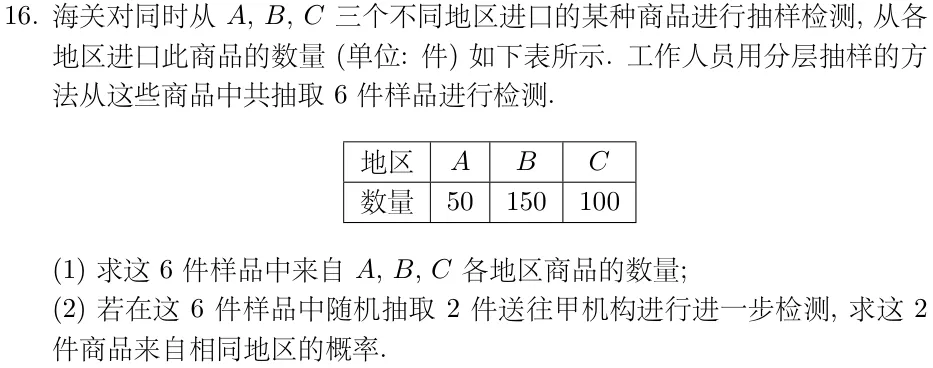 16. 海关对同时从 A, B, C 三个不同地区进口的某种商品进行抽样检测, 从各
地区进口此商品的数量 (单位: 件) 如下表所示. 工作人员用分层抽样的方
法从这些商品中共抽取 6 件样品进行检测.
地区 A B C
数量 50 150 100
(1) 求这 6 件样品中来自 A, B, C 各地区商品的数量;
(2) 若在这 6 件样品中随机抽取 2 件送往甲机构进行进一步检测, 求这 2
件商品来自相同地区的概率.